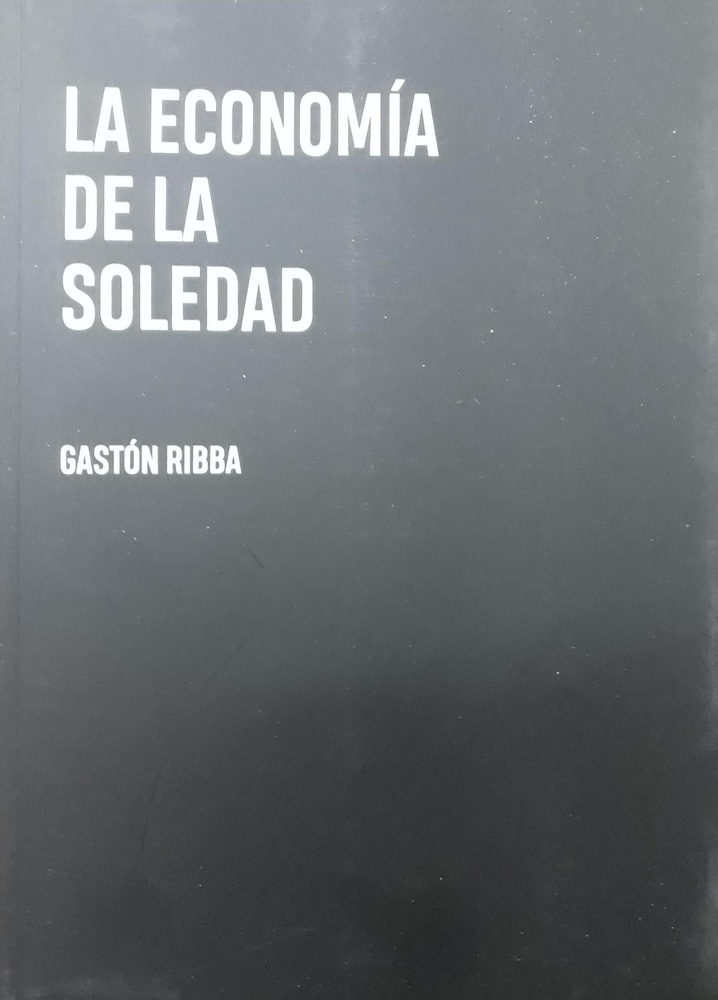 LA ECONOMÍA
DE LA
SOLEDAD
GASTÓN RIBBA